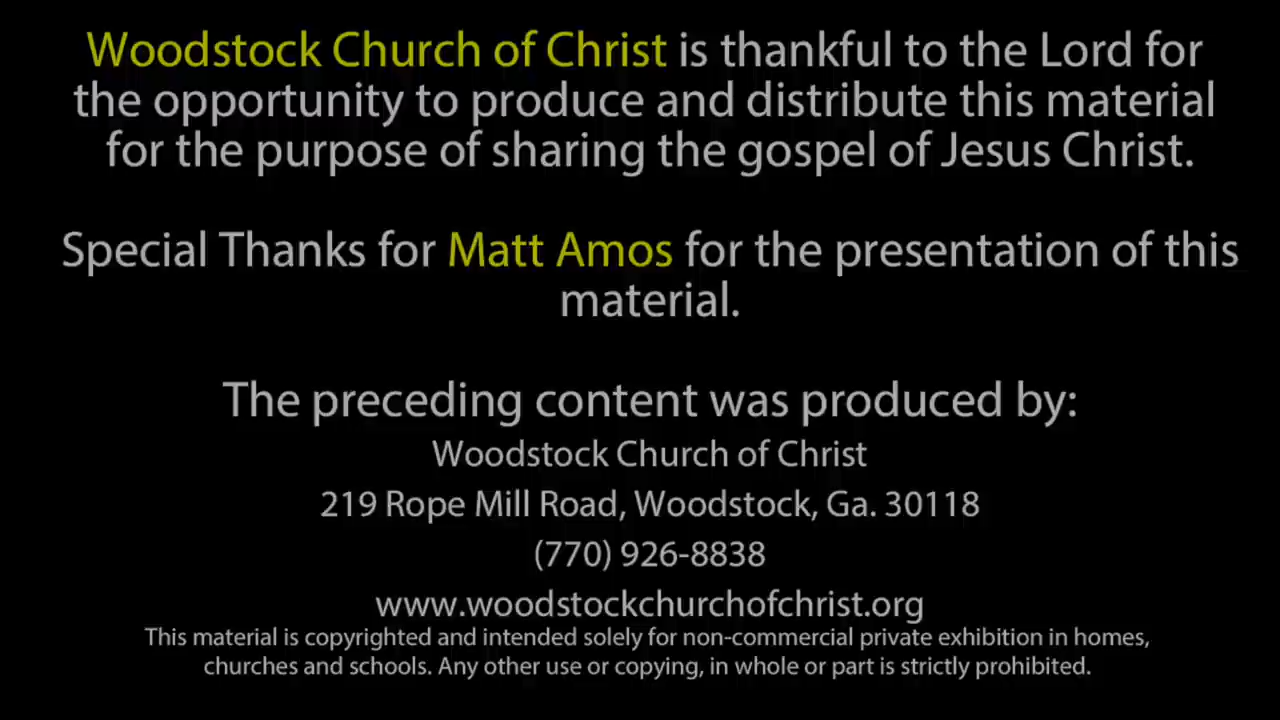 Woodstock Church of Christ is thankful to the Lord for
the opportunity to produce and distribute this material
for the purpose of sharing the gospel of Jesus Christ.
Special Thanks for Matt Amos for the presentation of this
material.
The preceding content was produced by:
Woodstock Church of Christ
219 Rope Mill Road, Woodstock, Ga. 30118
(770) 926-8838
www.woodstockchurchofchrist.org
This material is copyrighted and intended solely for non-commercial private exhibition in homes,
churches and schools. Any other use or copying, in whole or part is strictly prohibited.